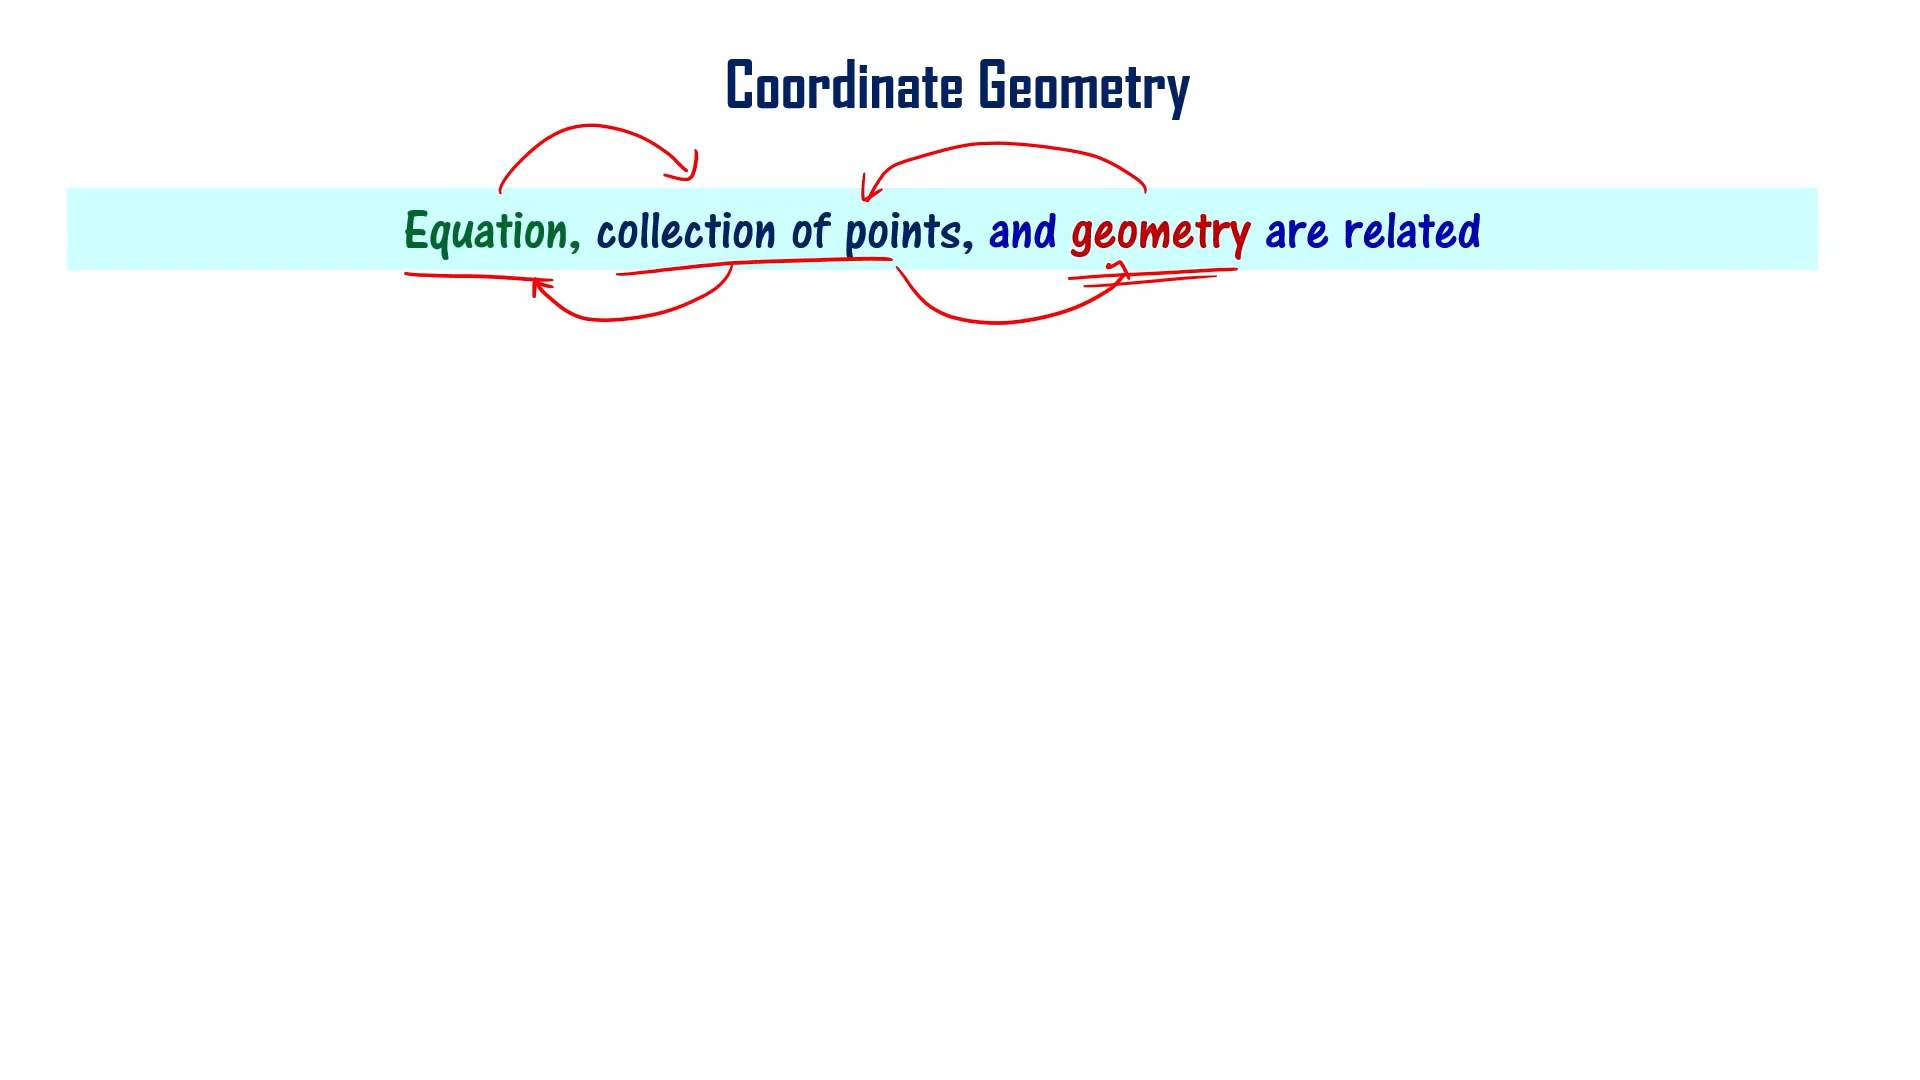 Coordinate Geometry
Equation, collection of points, and geometry are related